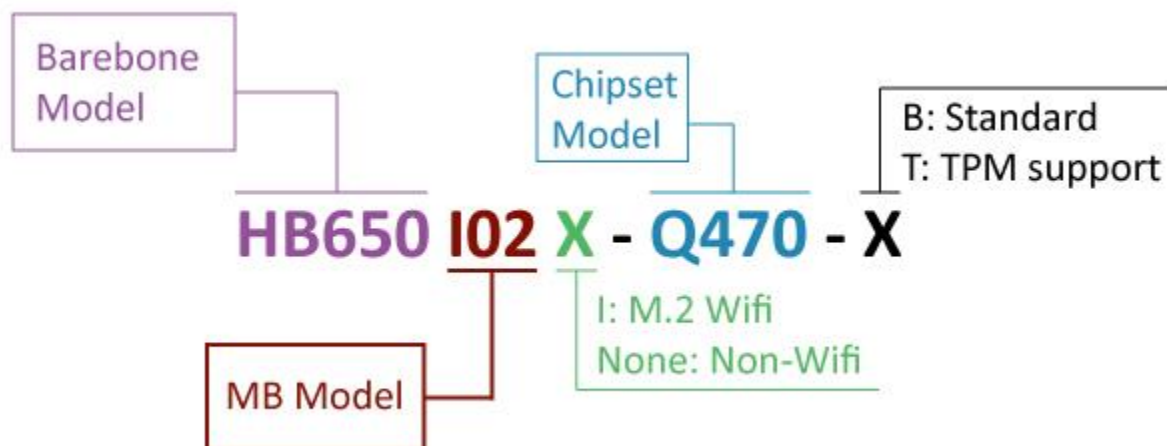 Barebone
Model
Chipset
Model
B: Standard
T: TPM support
HB650 I02 X - Q470 - X
I: M.2 Wifi
None: Non-Wifi
MB Model